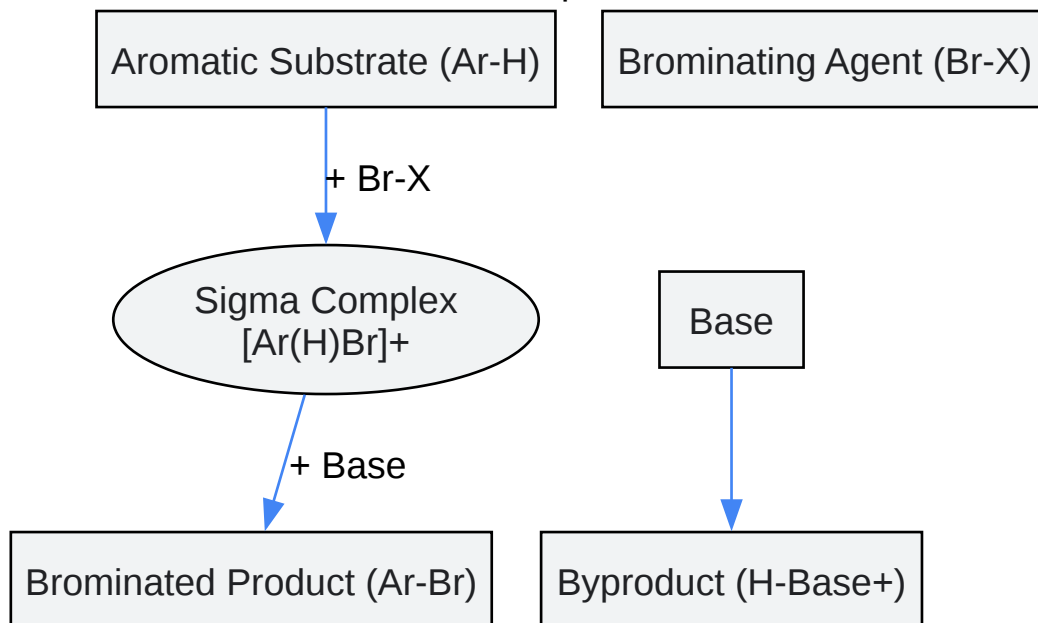 Aromatic Substrate (Ar-H)
Brominating Agent (Br-X)
+ Br-X
Sigma Complex
[Ar(H)Br]+
Base
+ Base
Brominated Product (Ar-Br)
Byproduct (H-Base+)